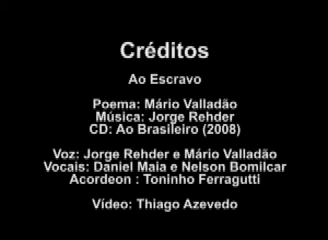 Créditos
Ao Escravo
Poema: Mário Valladão
Música: Jorge Rehder
CD: Ao Brasileiro (2008)
Voz: Jorge Rehder e Mário Valladão
Vocais: Daniel Maia e Nelson Bomilcar
Acordeon : Toninho Ferragutti
Vídeo: Thiago Azevedo